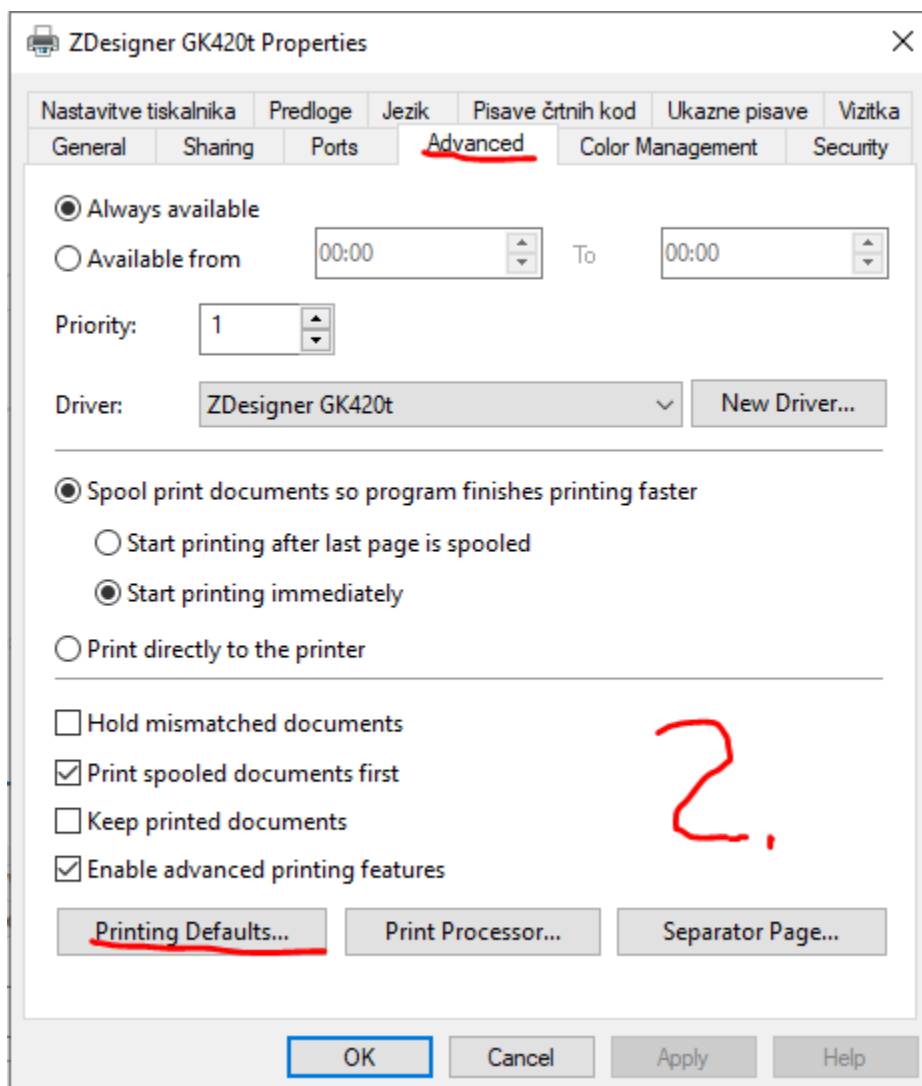 ZDesigner GK420t Properties
Nastavitve tiskalnika Predloge Jezik Pisave črtnih kod Ukazne pisave Vizitka
General Sharing Ports Advanced Color Management Security
Always available
Available from 00:00 To 00:00
Priority: 1
Driver: ZDesigner GK420t New Driver...
Spool print documents so program finishes printing faster
Start printing after last page is spooled
Start printing immediately
Print directly to the printer
Hold mismatched documents
Print spooled documents first
Keep printed documents
Enable advanced printing features
2.
Printing Defaults... Print Processor... Separator Page...
OK Cancel Apply Help